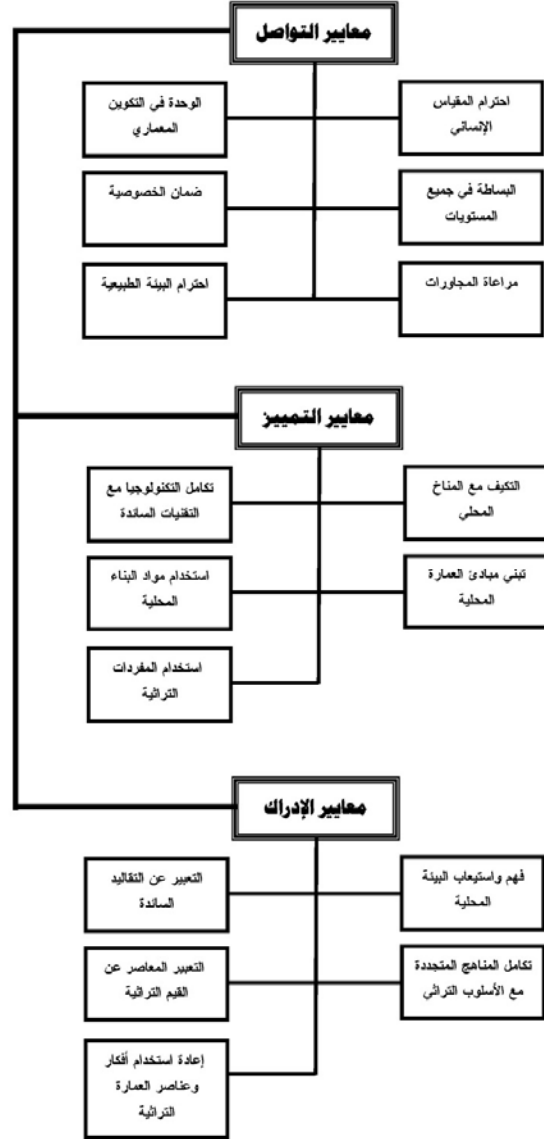 معايير التواصل
احترام المقياس
الإنساني
الوحدة في التكوين
المعماري
البساطة في جميع
المستويات
ضمان الخصوصية
مراعاة المجاورات
احترام البيئة الطبيعية
معايير التمييز
التكيف مع المناخ
المحلي
تكامل التكنولوجيا مع
التقنيات السائدة
تبني مبادئ العمارة
المحلية
استخدام مواد البناء
المحلية
استخدام المفردات
التراثية
معايير الإدراك
فهم واستيعاب البيئة
المحلية
التعبير عن التقاليد
السائدة
تكامل المناهج المتجددة
مع الأسلوب التراثي
التعبير المعاصر عن
القيم التراثية
إعادة استخدام أفكار
وعناصر العمارة
التراثية